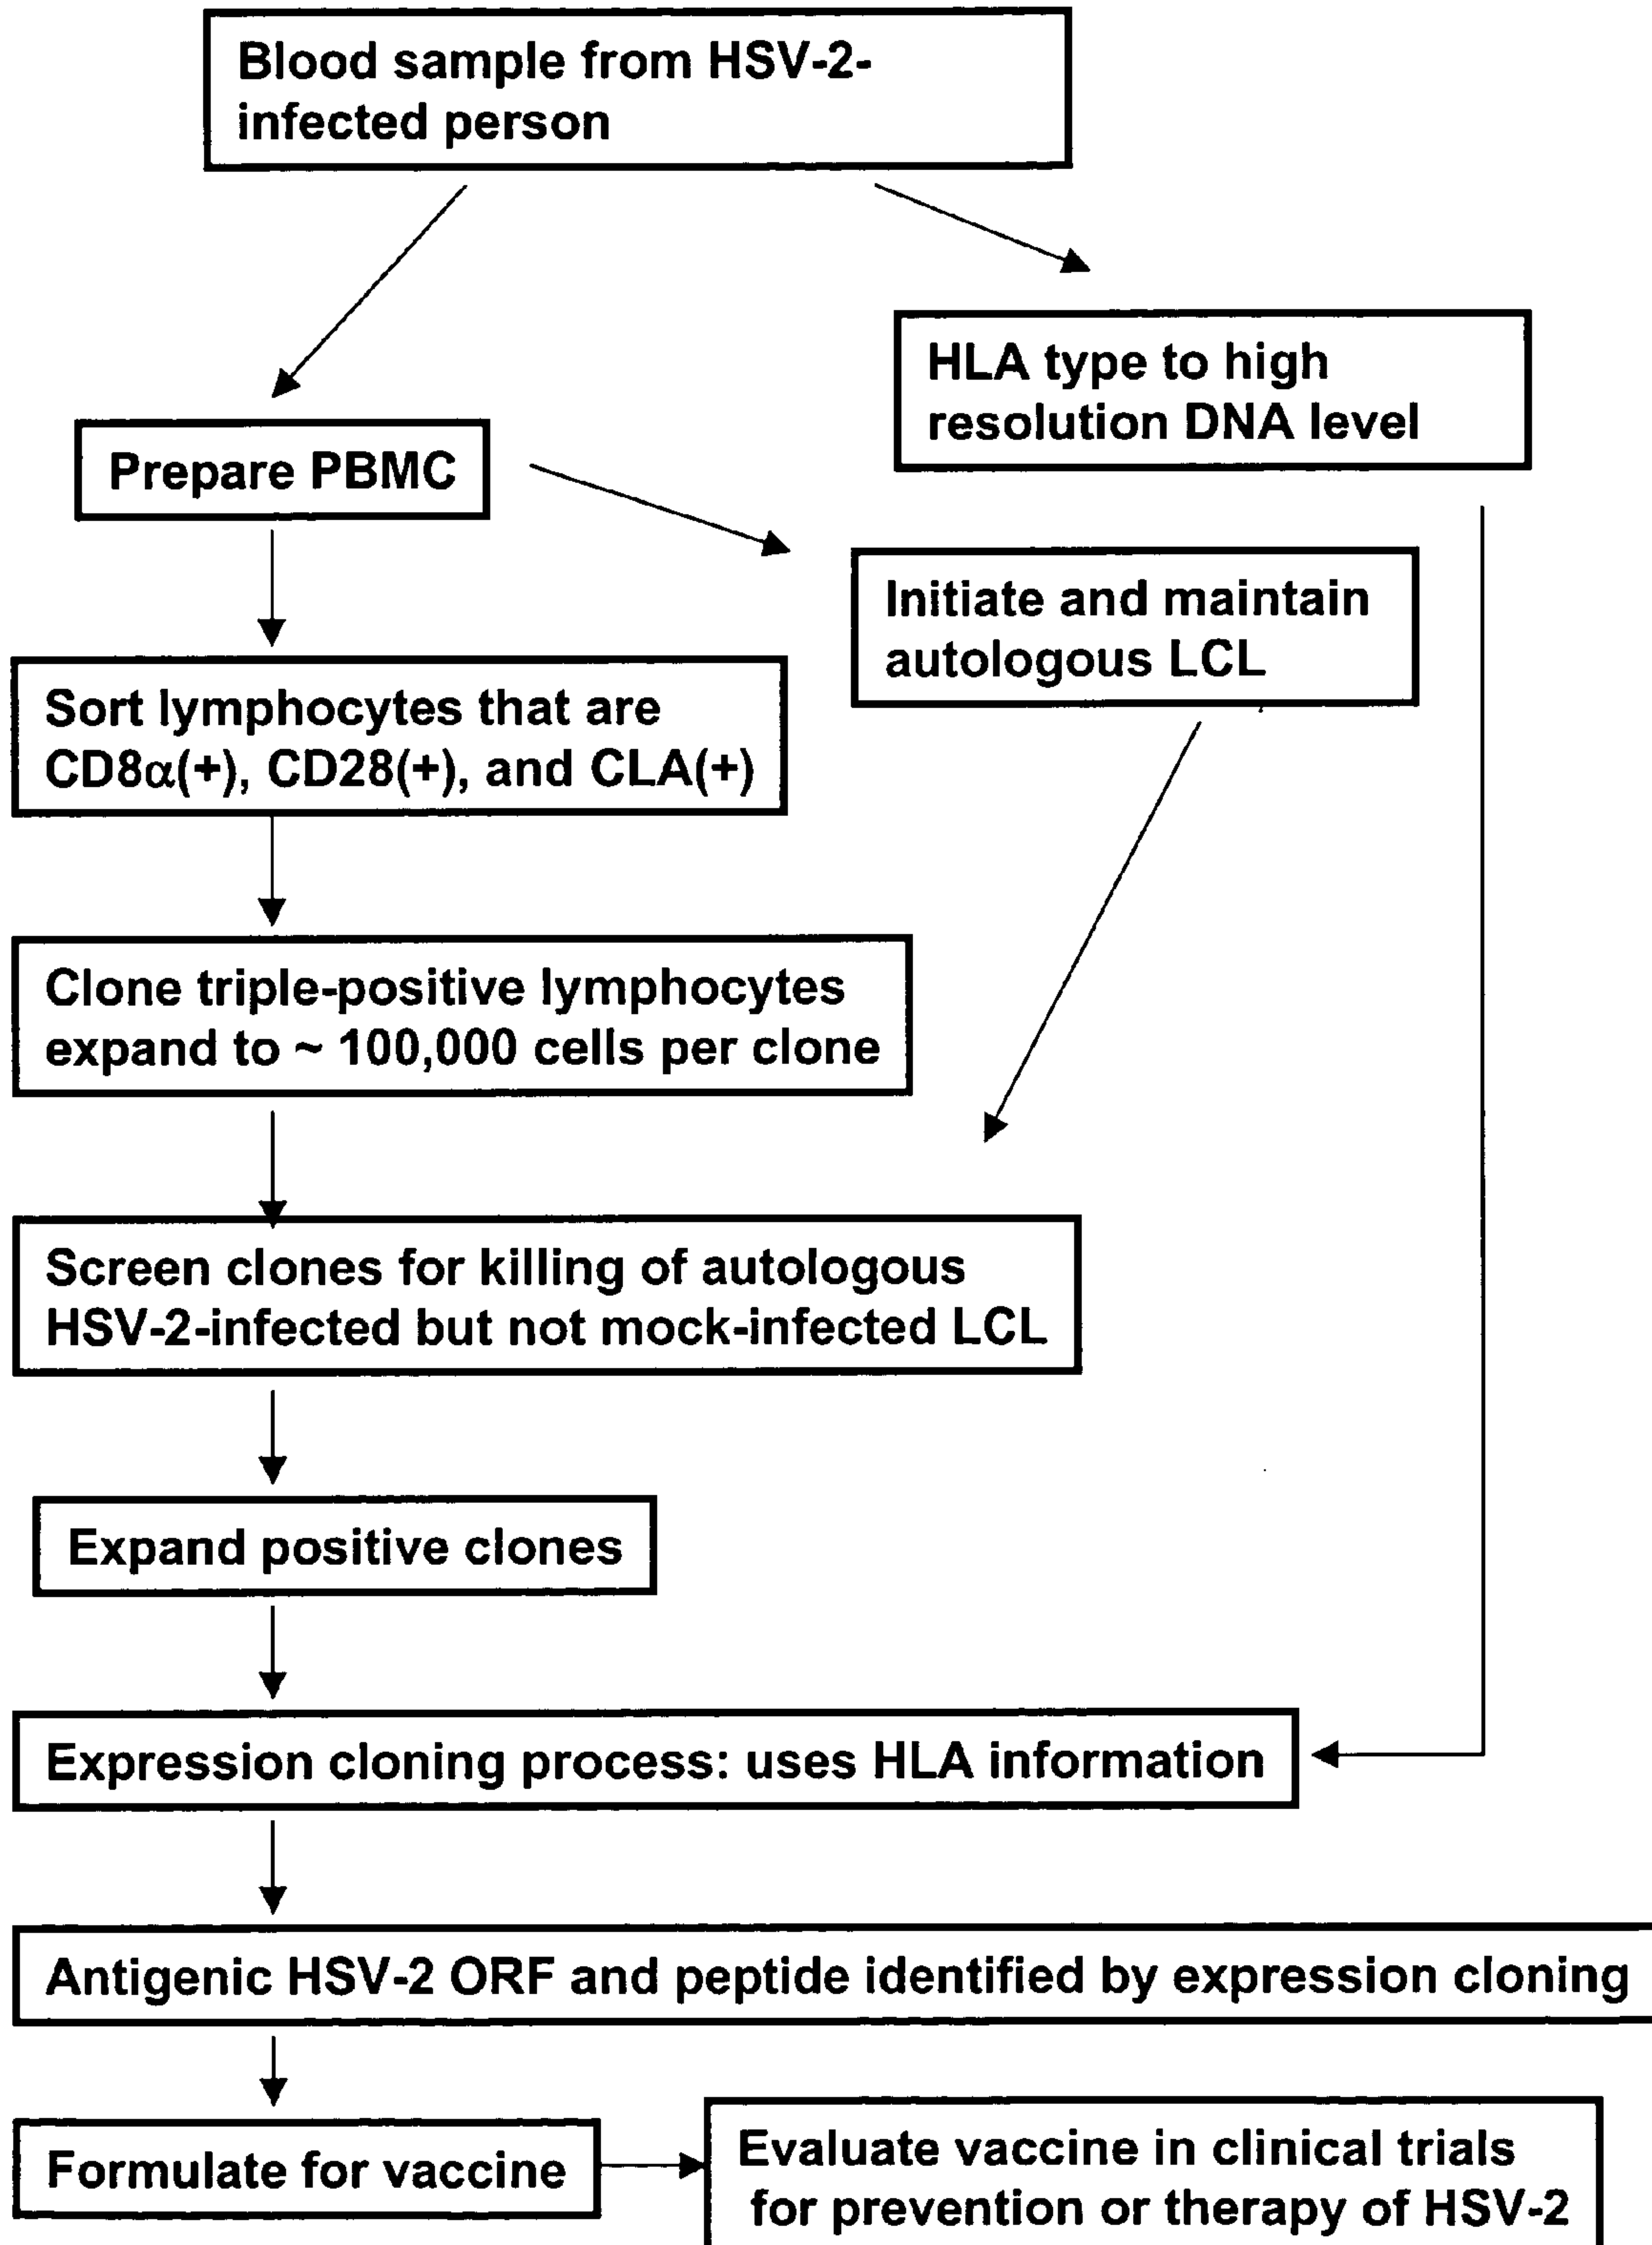 Blood sample from HSV-2-
infected person
HLA type to high
resolution DNA level
Prepare PBMC
Initiate and maintain
autologous LCL
Sort lymphocytes that are
CD8α(+), CD28(+), and CLA(+)
Clone triple-positive lymphocytes
expand to ~ 100,000 cells per clone
Screen clones for killing of autologous
HSV-2-infected but not mock-infected LCL
Expand positive clones
Expression cloning process: uses HLA information
Antigenic HSV-2 ORF and peptide identified by expression cloning
Formulate for vaccine
Evaluate vaccine in clinical trials
for prevention or therapy of HSV-2